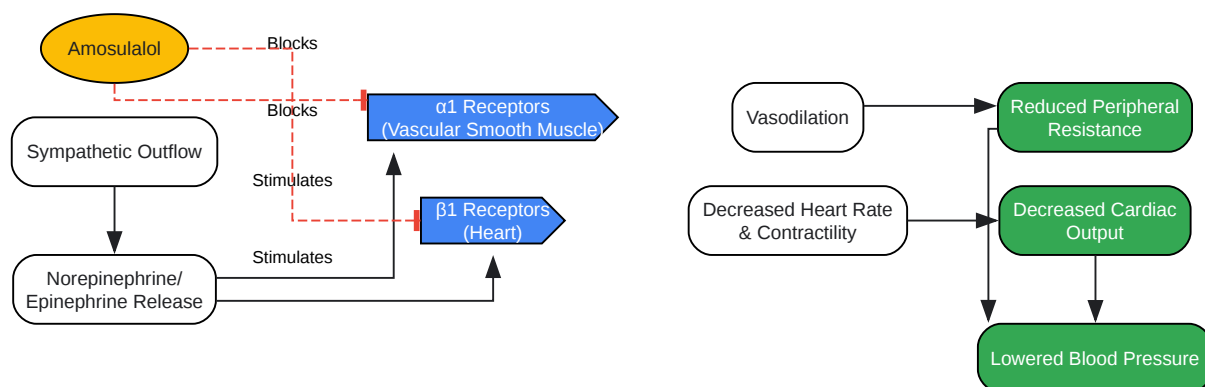 Amosulalol
Blocks
Blocks
α1 Receptors
(Vascular Smooth Muscle)
Sympathetic Outflow
Stimulates
β1 Receptors
(Heart)
Stimulates
Norepinephrine/
Epinephrine Release
Vasodilation
Reduced Peripheral
Resistance
Decreased Heart Rate
& Contractility
Decreased Cardiac
Output
Lowered Blood Pressure